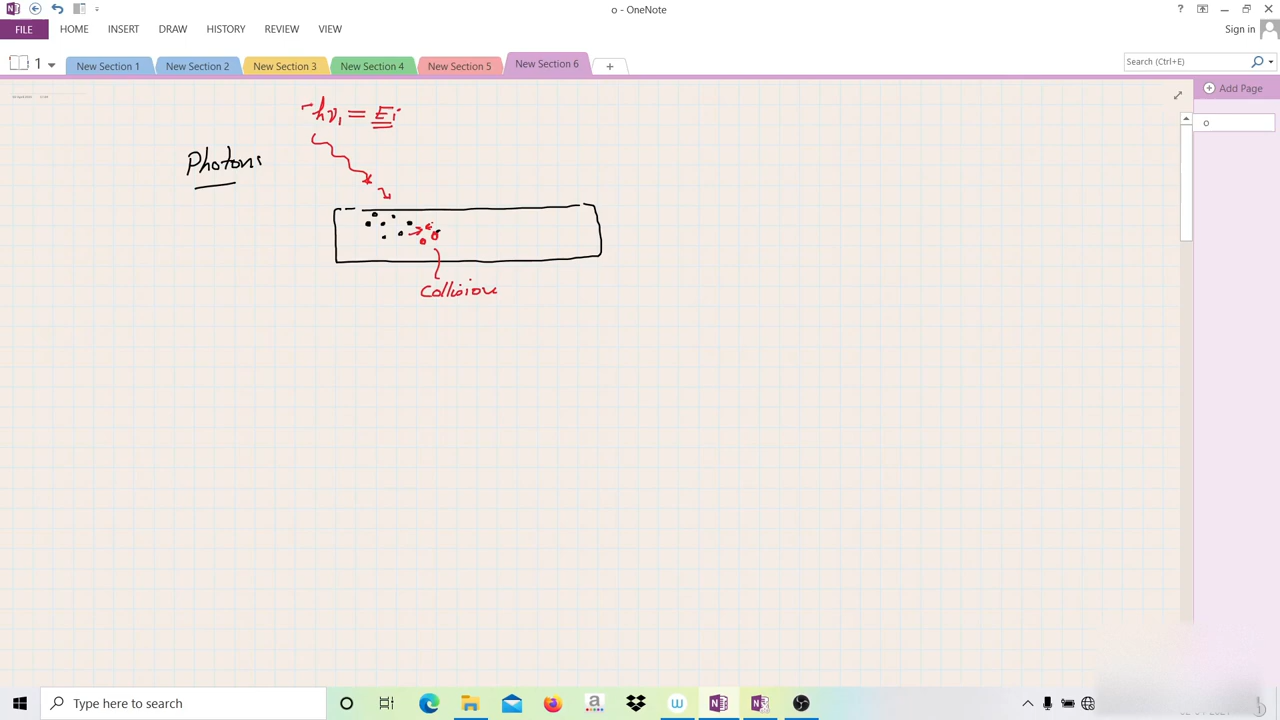 o - OneNote
FILE HOME INSERT DRAW HISTORY REVIEW VIEW
Sign in
1 New Section 1 New Section 2 New Section 3 New Section 4 New Section 5 New Section 6 +
Search (Ctrl+E)
Add Page
o
hν₁ = Ei
Photons
Collision
Type here to search